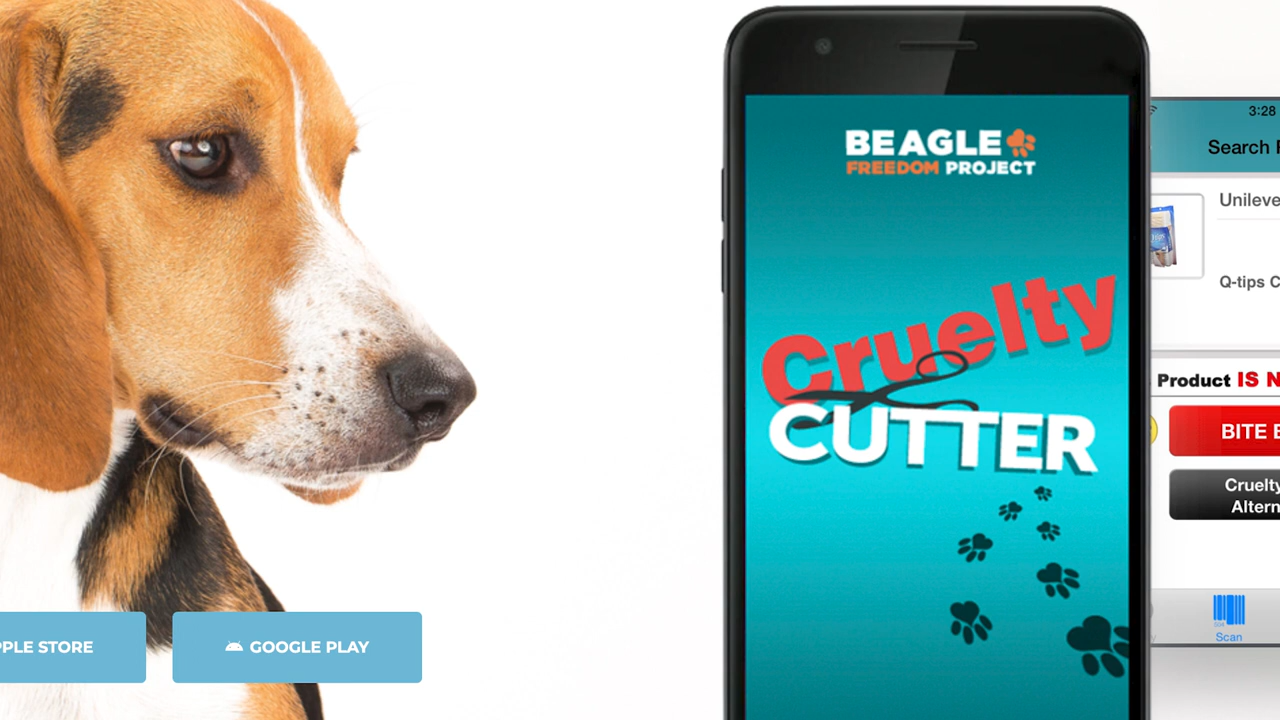 BEAGLE
FREEDOM PROJECT
Cruelty
CUTTER
PLE STORE
GOOGLE PLAY
3:28
Search
Unileve
Q-tips C
Product IS N
BITE
Cruelty
Altern
Scan